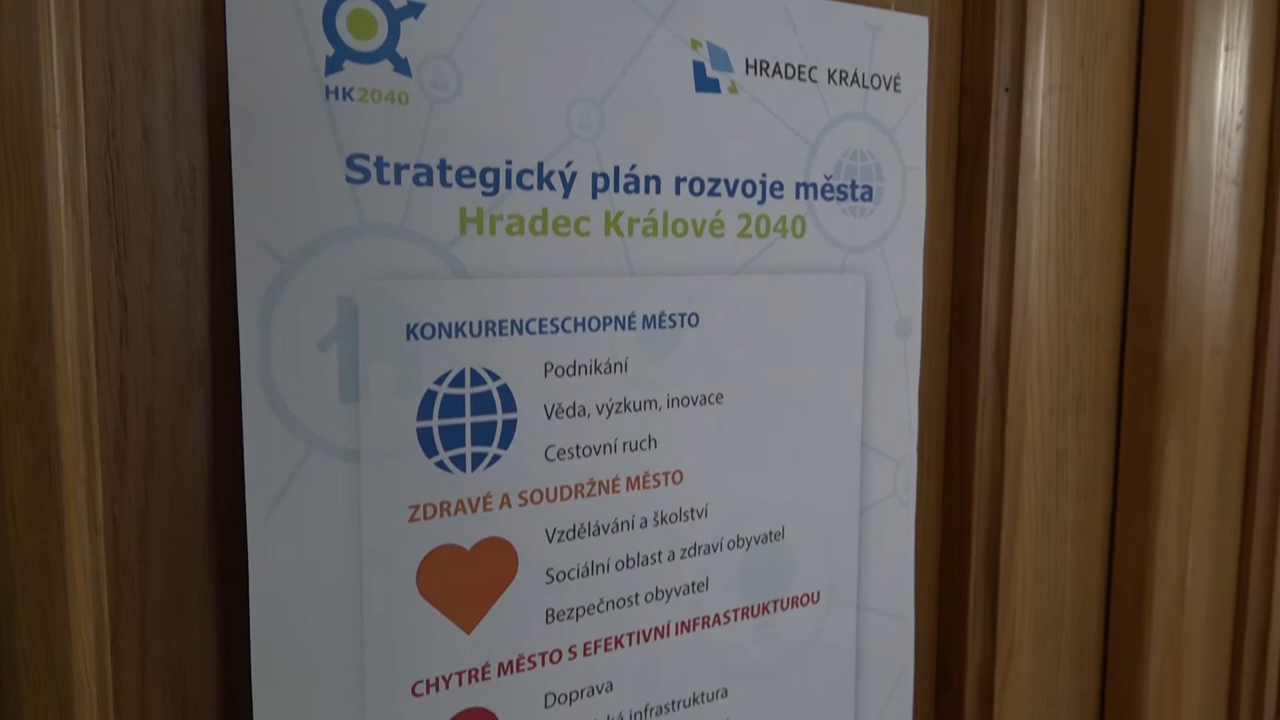 HK2040
HRADEC KRÁLOVÉ
Strategický plán rozvoje města
Hradec Králové 2040
KONKURENCESCHOPNÉ MĚSTO
Podnikání
Věda, výzkum, inovace
Cestovní ruch
ZDRAVÉ A SOUDRŽNÉ MĚSTO
Vzdělávání a školství
Sociální oblast a zdraví obyvatel
Bezpečnost obyvatel
CHYTRÉ MĚSTO S EFEKTIVNÍ INFRASTRUKTUROU
Doprava
infrastruktura